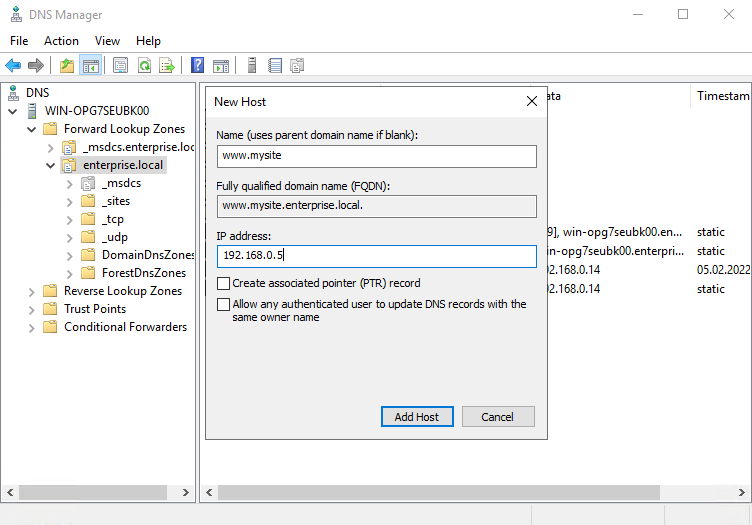 DNS Manager
File Action View Help
DNS
WIN-OPG7SEUBK00
Forward Lookup Zones
_msdcs.enterprise.loc
enterprise.local
_msdcs
_sites
_tcp
_udp
DomainDnsZones
ForestDnsZones
Reverse Lookup Zones
Trust Points
Conditional Forwarders
New Host
Name (uses parent domain name if blank):
www.mysite
Fully qualified domain name (FQDN):
www.mysite.enterprise.local.
IP address:
192.168.0.5
Create associated pointer (PTR) record
Allow any authenticated user to update DNS records with the
same owner name
Add Host Cancel
ata Timestam
9], win-opg7seubk00.en... static
in-opg7seubk00.enterpri... static
2.168.0.14 05.02.2022
2.168.0.14 static